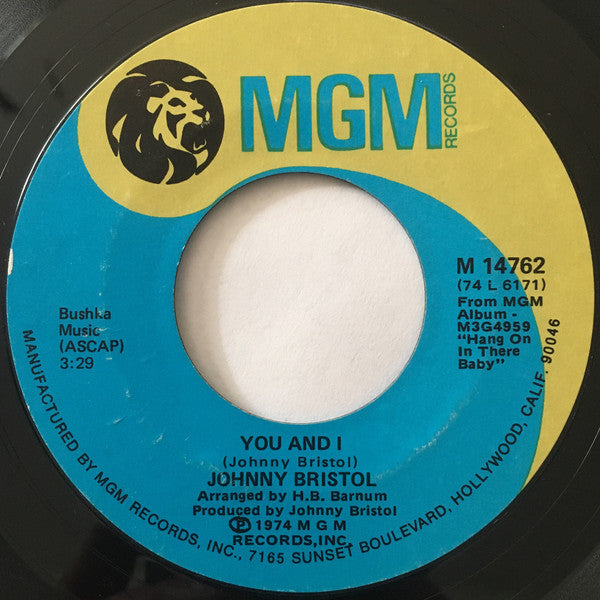 MGM
RECORDS
M 14762
(74 L 6171)
From MGM
Album -
M3G4959
"Hang On
In There
Baby"
Bushka
Music
(ASCAP)
3:29
YOU AND I
(Johnny Bristol)
JOHNNY BRISTOL
Arranged by H.B. Barnum
Produced by Johnny Bristol
Ⓟ 1974 M G M
RECORDS, INC.
MANUFACTURED BY MGM RECORDS, INC., 7165 SUNSET BOULEVARD, HOLLYWOOD, CALIF. 90046